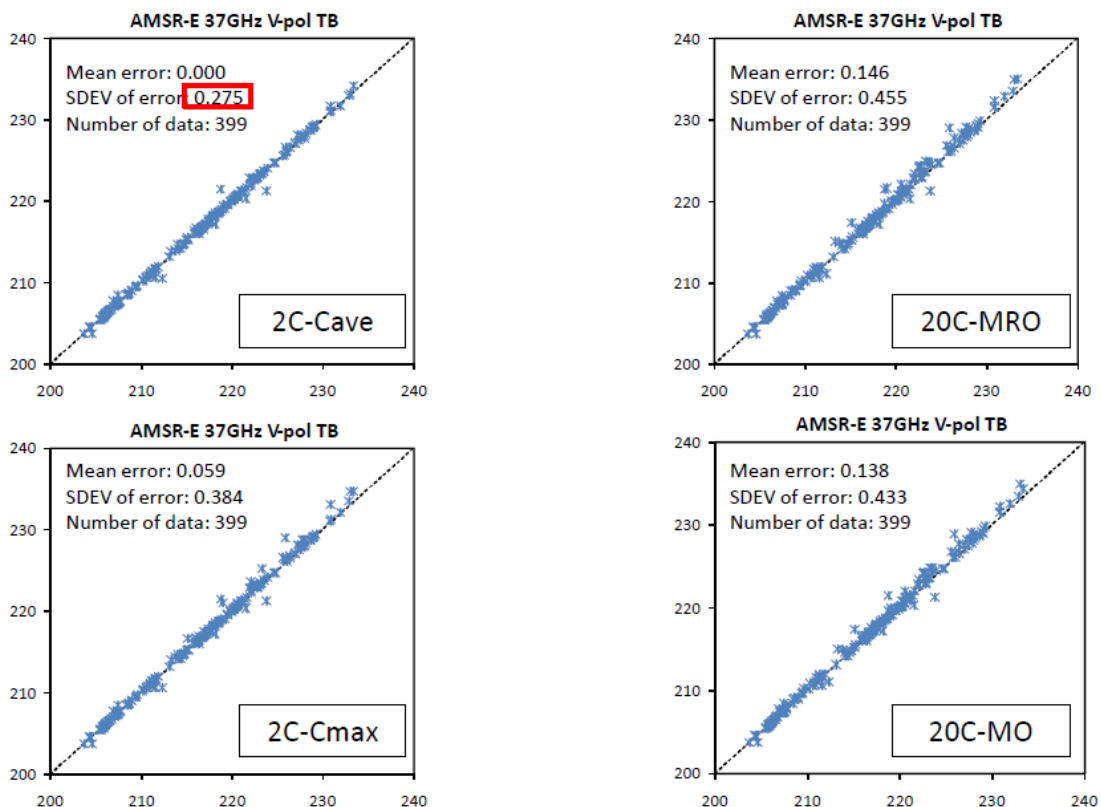 AMSR-E 37GHz V-pol TB
240
230
220
210
200
Mean error: 0.000
SDEV of error: 0.275
Number of data: 399
2C-Cave
200 210 220 230 240
AMSR-E 37GHz V-pol TB
240
230
220
210
200
Mean error: 0.146
SDEV of error: 0.455
Number of data: 399
20C-MRO
200 210 220 230 240
AMSR-E 37GHz V-pol TB
240
230
220
210
200
Mean error: 0.059
SDEV of error: 0.384
Number of data: 399
2C-Cmax
200 210 220 230 240
AMSR-E 37GHz V-pol TB
240
230
220
210
200
Mean error: 0.138
SDEV of error: 0.433
Number of data: 399
20C-MO
200 210 220 230 240